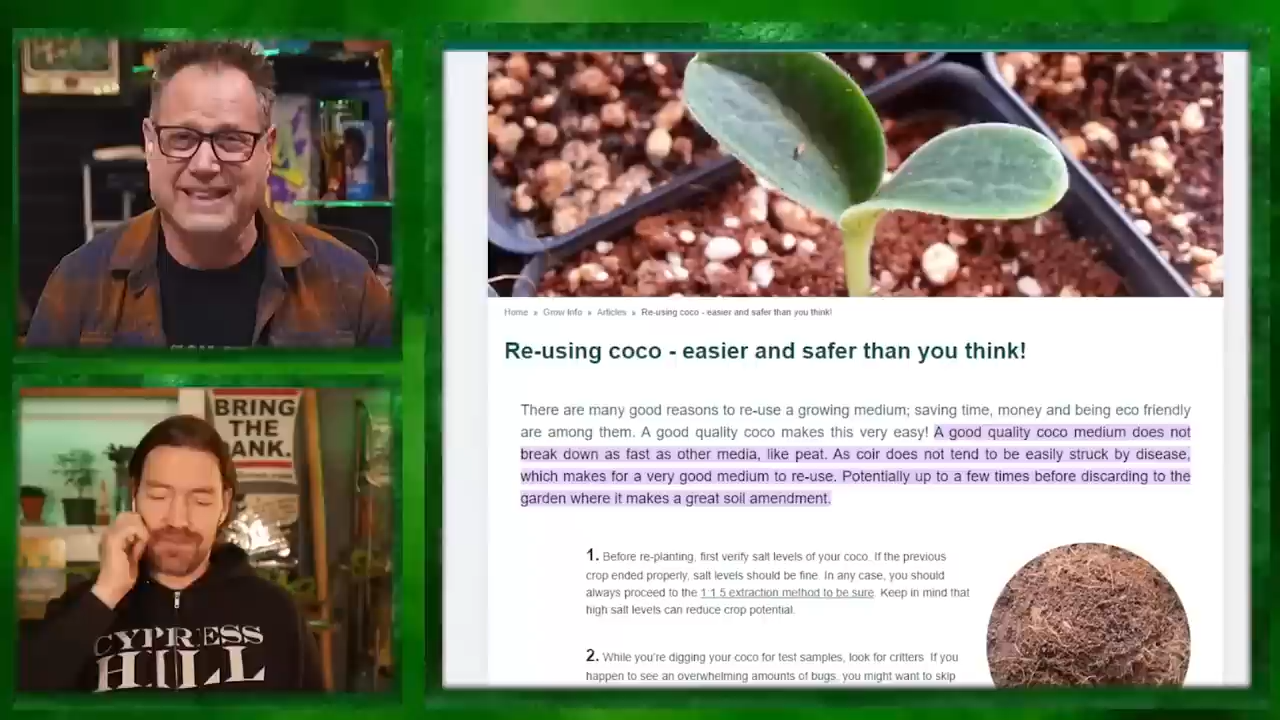 BRING
THE
ANK.
CYPRESS
HILL
Home » Grow Info » Articles » Re-using coco - easier and safer than you think!
Re-using coco - easier and safer than you think!
There are many good reasons to re-use a growing medium; saving time, money and being eco friendly
are among them. A good quality coco makes this very easy! A good quality coco medium does not
break down as fast as other media, like peat. As coir does not tend to be easily struck by disease,
which makes for a very good medium to re-use. Potentially up to a few times before discarding to the
garden where it makes a great soil amendment.
1. Before re-planting, first verify salt levels of your coco. If the previous
crop ended properly, salt levels should be fine. In any case, you should
always proceed to the 1:1.5 extraction method to be sure. Keep in mind that
high salt levels can reduce crop potential.
2. While you're digging your coco for test samples, look for critters. If you
happen to see an overwhelming amounts of bugs, you might want to skip